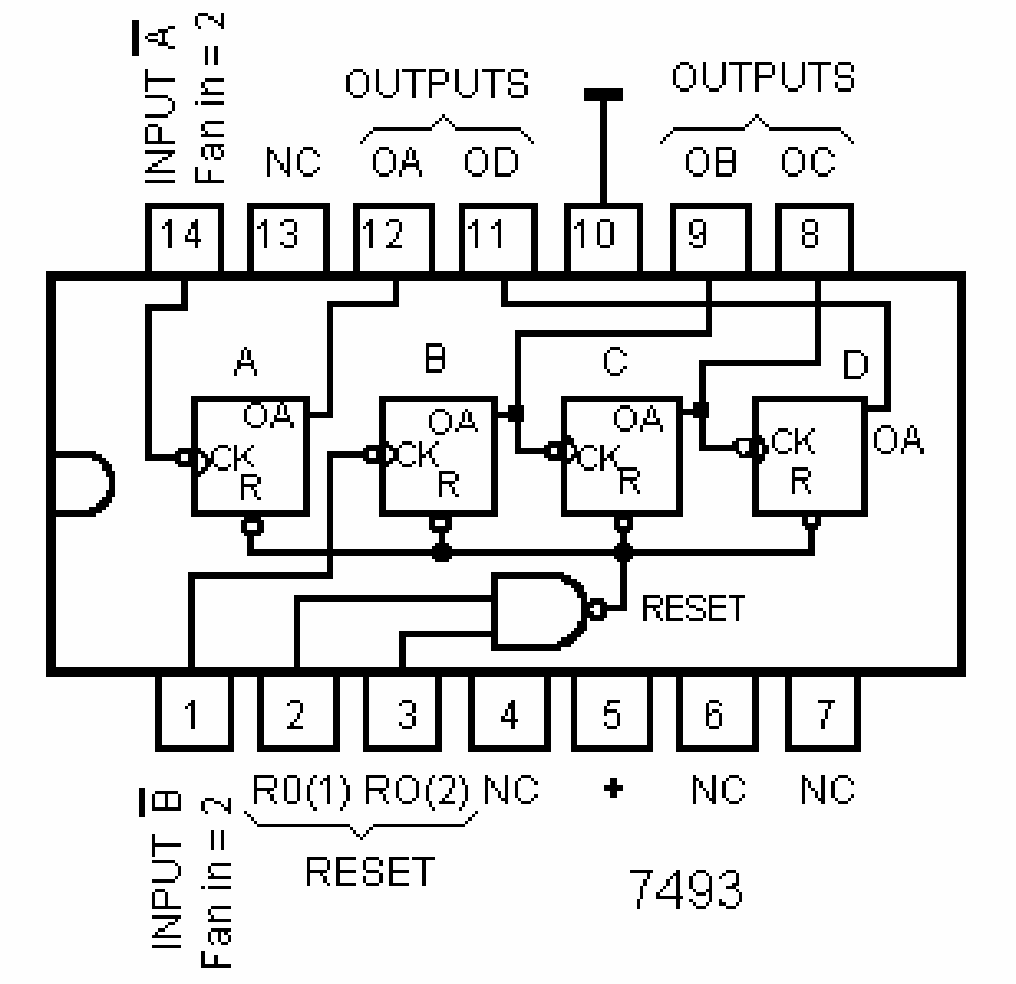 INPUT A
Fan in = 2
OUTPUTS
OUTPUTS
NC
OA OD
OB OC
14 13 12 11 10 9 8
A B C D
OA
CK
R
OA
CK
R
OA
CK
R
CK
R
OA
RESET
1 2 3 4 5 6 7
INPUT B
Fan in = 2
R0(1) RO(2) NC + NC NC
RESET
7493